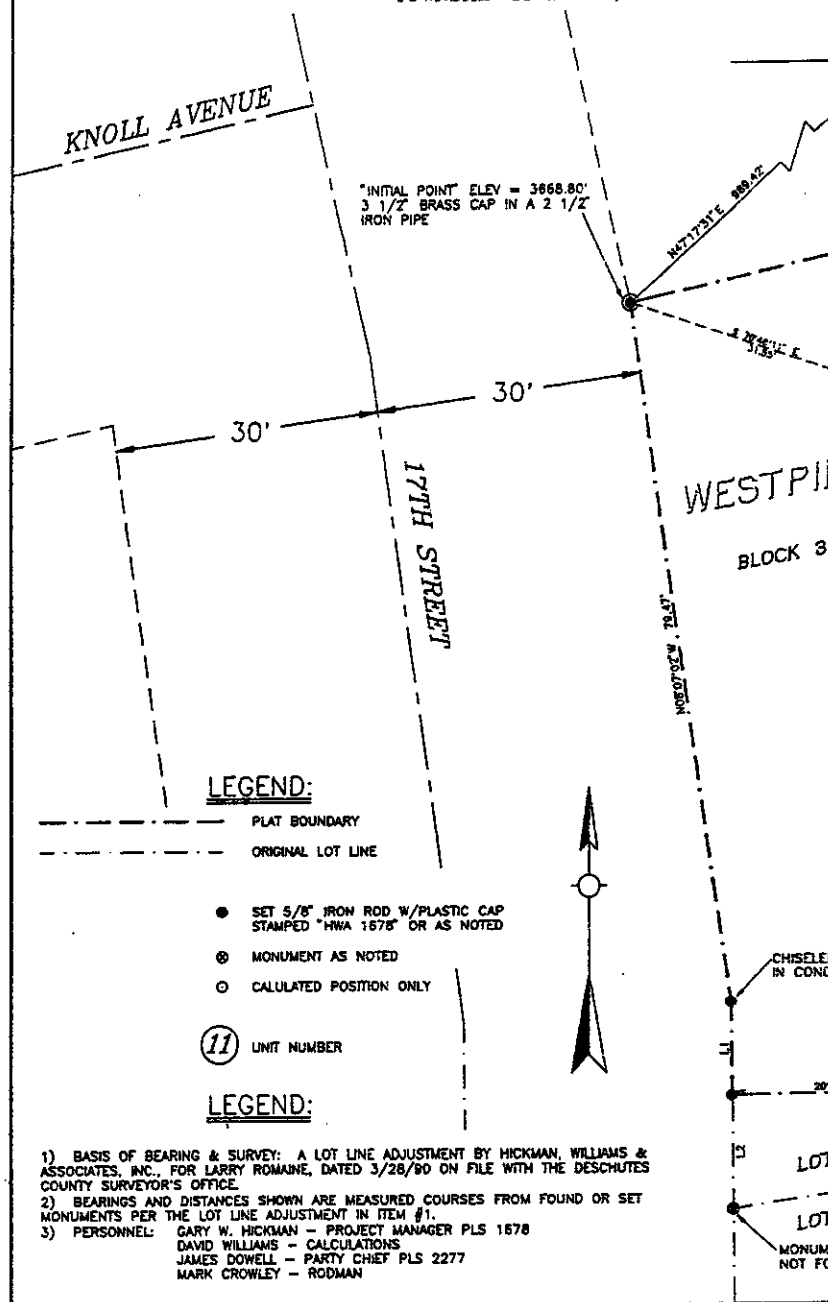 KNOLL AVENUE
"INITIAL POINT" ELEV = 3668.80'
3 1/2" BRASS CAP IN A 2 1/2"
IRON PIPE
N47°17'31"E 989.42'
30'
30'
17TH STREET
BLOCK 3
N08°07'02"W 79.47'
LEGEND:
PLAT BOUNDARY
ORIGINAL LOT LINE
SET 5/8" IRON ROD W/PLASTIC CAP
STAMPED "HWA 1678" OR AS NOTED
MONUMENT AS NOTED
CALULATED POSITION ONLY
11 UNIT NUMBER
IN CONC
LEGEND:
LOT
LOT
NOT FO
1) BASIS OF BEARING & SURVEY: A LOT LINE ADJUSTMENT BY HICKMAN, WILLIAMS &
ASSOCIATES, INC., FOR LARRY ROMAINE, DATED 3/28/90 ON FILE WITH THE DESCHUTES
COUNTY SURVEYOR'S OFFICE.
2) BEARINGS AND DISTANCES SHOWN ARE MEASURED COURSES FROM FOUND OR SET
MONUMENTS PER THE LOT LINE ADJUSTMENT IN ITEM #1.
3) PERSONNEL: GARY W. HICKMAN – PROJECT MANAGER PLS 1678
DAVID WILLIAMS – CALCULATIONS
JAMES DOWELL – PARTY CHIEF PLS 2277
MARK CROWLEY – RODMAN